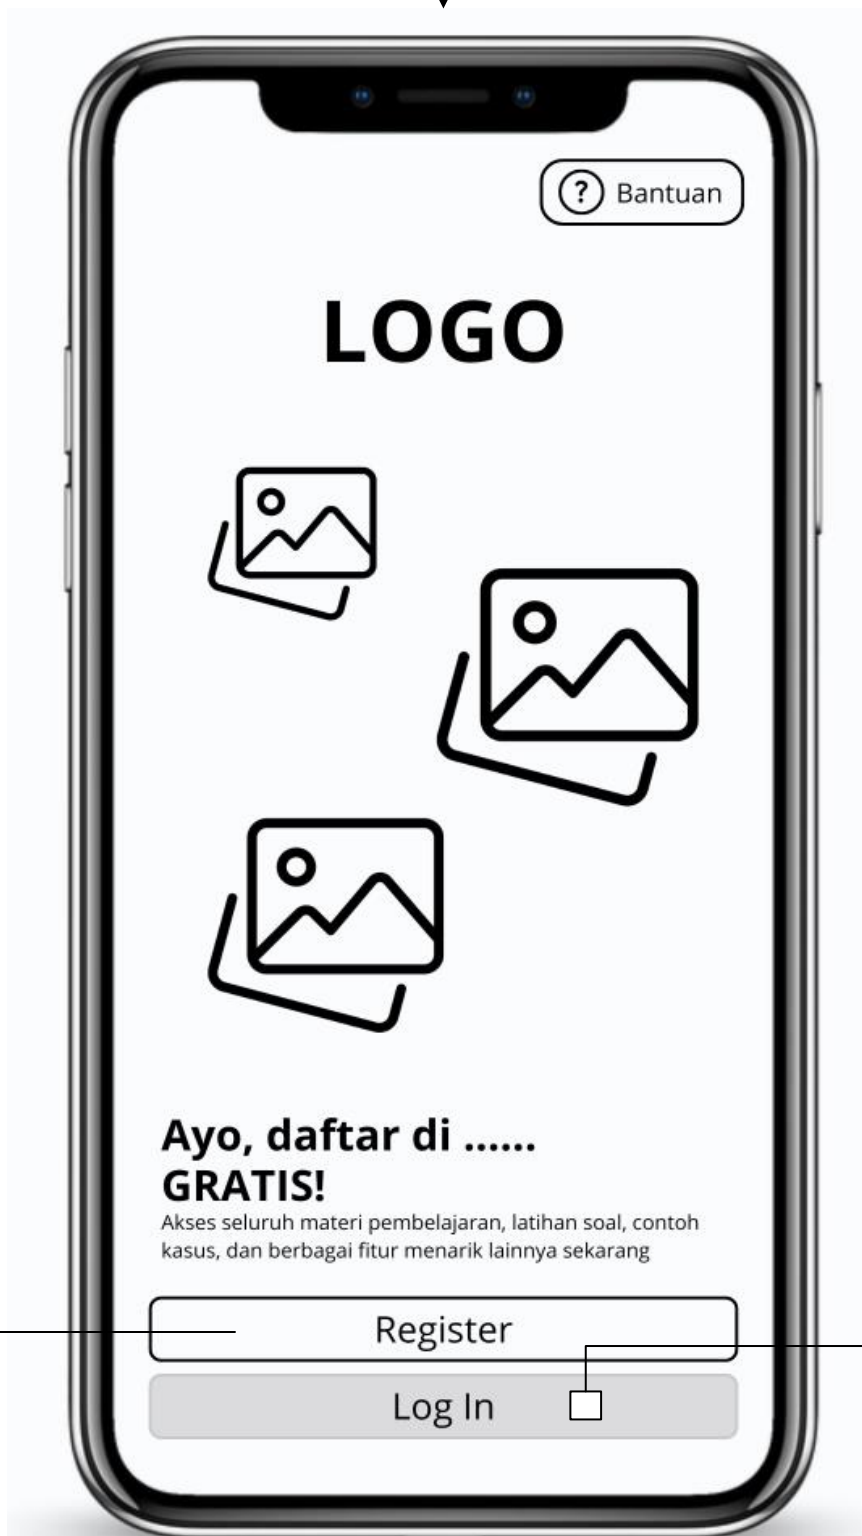 ? Bantuan
LOGO
Ayo, daftar di ......
GRATIS!
Akses seluruh materi pembelajaran, latihan soal, contoh
kasus, dan berbagai fitur menarik lainnya sekarang
Register
Log In